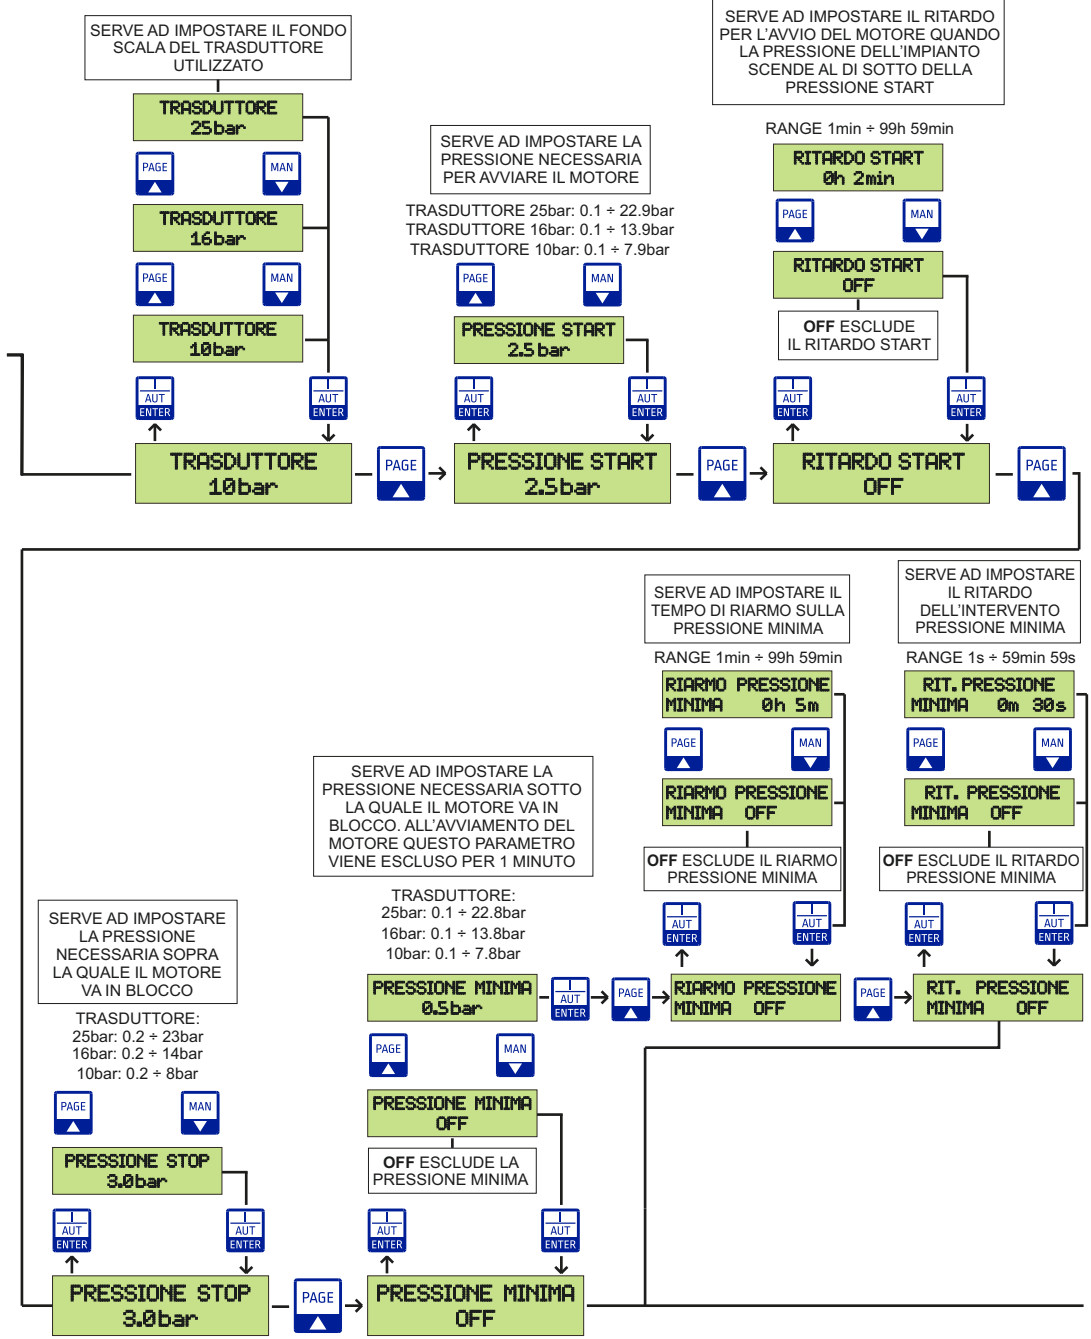 SERVE AD IMPOSTARE IL FONDO
SCALA DEL TRASDUTTORE
UTILIZZATO
TRASDUTTORE
25bar
PAGE
MAN
TRASDUTTORE
16bar
PAGE
MAN
TRASDUTTORE
10bar
AUT
ENTER
AUT
ENTER
TRASDUTTORE
10bar
PAGE
SERVE AD IMPOSTARE LA
PRESSIONE NECESSARIA
PER AVVIARE IL MOTORE
TRASDUTTORE 25bar: 0.1 ÷ 22.9bar
TRASDUTTORE 16bar: 0.1 ÷ 13.9bar
TRASDUTTORE 10bar: 0.1 ÷ 7.9bar
PAGE
MAN
PRESSIONE START
2.5bar
AUT
ENTER
AUT
ENTER
PRESSIONE START
2.5bar
PAGE
SERVE AD IMPOSTARE IL RITARDO
PER L'AVVIO DEL MOTORE QUANDO
LA PRESSIONE DELL'IMPIANTO
SCENDE AL DI SOTTO DELLA
PRESSIONE START
RANGE 1min ÷ 99h 59min
RITARDO START
0h 2min
PAGE
MAN
RITARDO START
OFF
OFF ESCLUDE
IL RITARDO START
AUT
ENTER
AUT
ENTER
RITARDO START
OFF
PAGE
SERVE AD IMPOSTARE
LA PRESSIONE
NECESSARIA SOPRA
LA QUALE IL MOTORE
VA IN BLOCCO
TRASDUTTORE:
25bar: 0.2 ÷ 23bar
16bar: 0.2 ÷ 14bar
10bar: 0.2 ÷ 8bar
PAGE
MAN
PRESSIONE STOP
3.0bar
AUT
ENTER
AUT
ENTER
PRESSIONE STOP
3.0bar
PAGE
SERVE AD IMPOSTARE LA
PRESSIONE NECESSARIA SOTTO
LA QUALE IL MOTORE VA IN
BLOCCO. ALL'AVVIAMENTO DEL
MOTORE QUESTO PARAMETRO
VIENE ESCLUSO PER 1 MINUTO
TRASDUTTORE:
25bar: 0.1 ÷ 22.8bar
16bar: 0.1 ÷ 13.8bar
10bar: 0.1 ÷ 7.8bar
PRESSIONE MINIMA
0.5bar
AUT
ENTER
PAGE
PAGE
MAN
PRESSIONE MINIMA
OFF
OFF ESCLUDE LA
PRESSIONE MINIMA
AUT
ENTER
AUT
ENTER
PRESSIONE MINIMA
OFF
SERVE AD IMPOSTARE IL
TEMPO DI RIARMO SULLA
PRESSIONE MINIMA
RANGE 1min ÷ 99h 59min
RIARMO PRESSIONE
MINIMA 0h 5m
PAGE
MAN
RIARMO PRESSIONE
MINIMA OFF
OFF ESCLUDE IL RIARMO
PRESSIONE MINIMA
AUT
ENTER
AUT
ENTER
RIARMO PRESSIONE
MINIMA OFF
PAGE
SERVE AD IMPOSTARE
IL RITARDO
DELL'INTERVENTO
PRESSIONE MINIMA
RANGE 1s ÷ 59min 59s
RIT. PRESSIONE
MINIMA 0m 30s
PAGE
MAN
RIT. PRESSIONE
MINIMA OFF
OFF ESCLUDE IL RITARDO
PRESSIONE MINIMA
AUT
ENTER
AUT
ENTER
RIT. PRESSIONE
MINIMA OFF